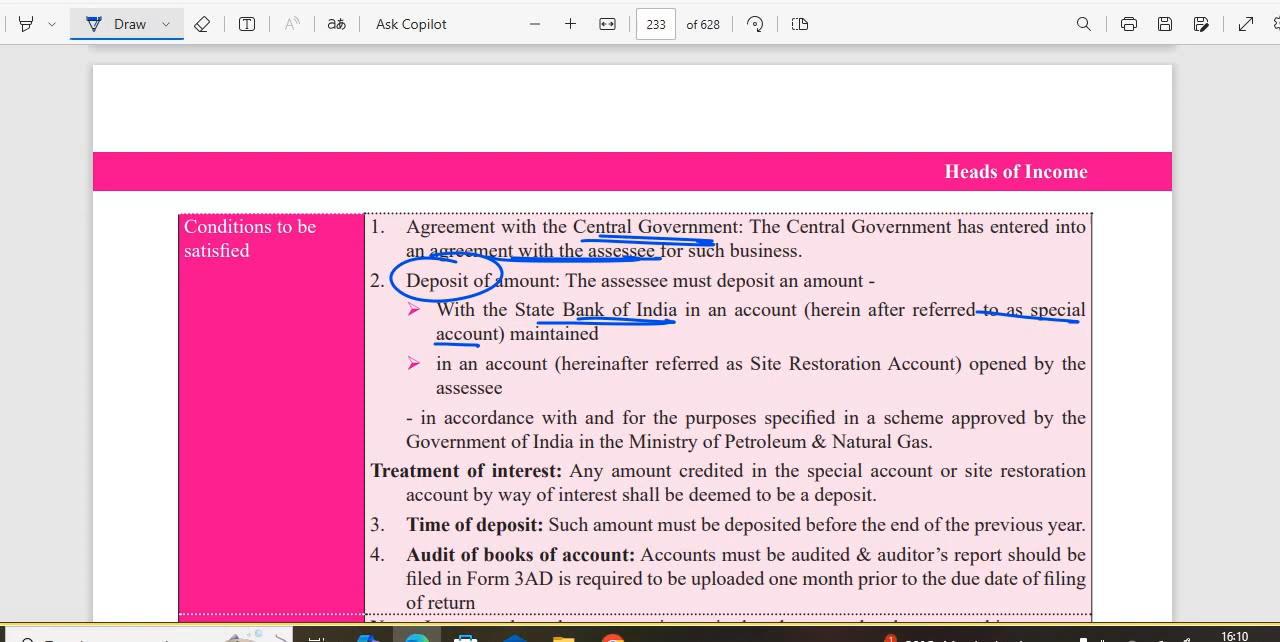 Draw
Ask Copilot
233 of 628
Heads of Income
Conditions to be satisfied
1. Agreement with the Central Government: The Central Government has entered into
an agreement with the assessee for such business.
2. Deposit of amount: The assessee must deposit an amount -
With the State Bank of India in an account (herein after referred to as special
account) maintained
in an account (hereinafter referred as Site Restoration Account) opened by the
assessee
- in accordance with and for the purposes specified in a scheme approved by the
Government of India in the Ministry of Petroleum & Natural Gas.
Treatment of interest: Any amount credited in the special account or site restoration
account by way of interest shall be deemed to be a deposit.
3. Time of deposit: Such amount must be deposited before the end of the previous year.
4. Audit of books of account: Accounts must be audited & auditor's report should be
filed in Form 3AD is required to be uploaded one month prior to the due date of filing
of return
16:10